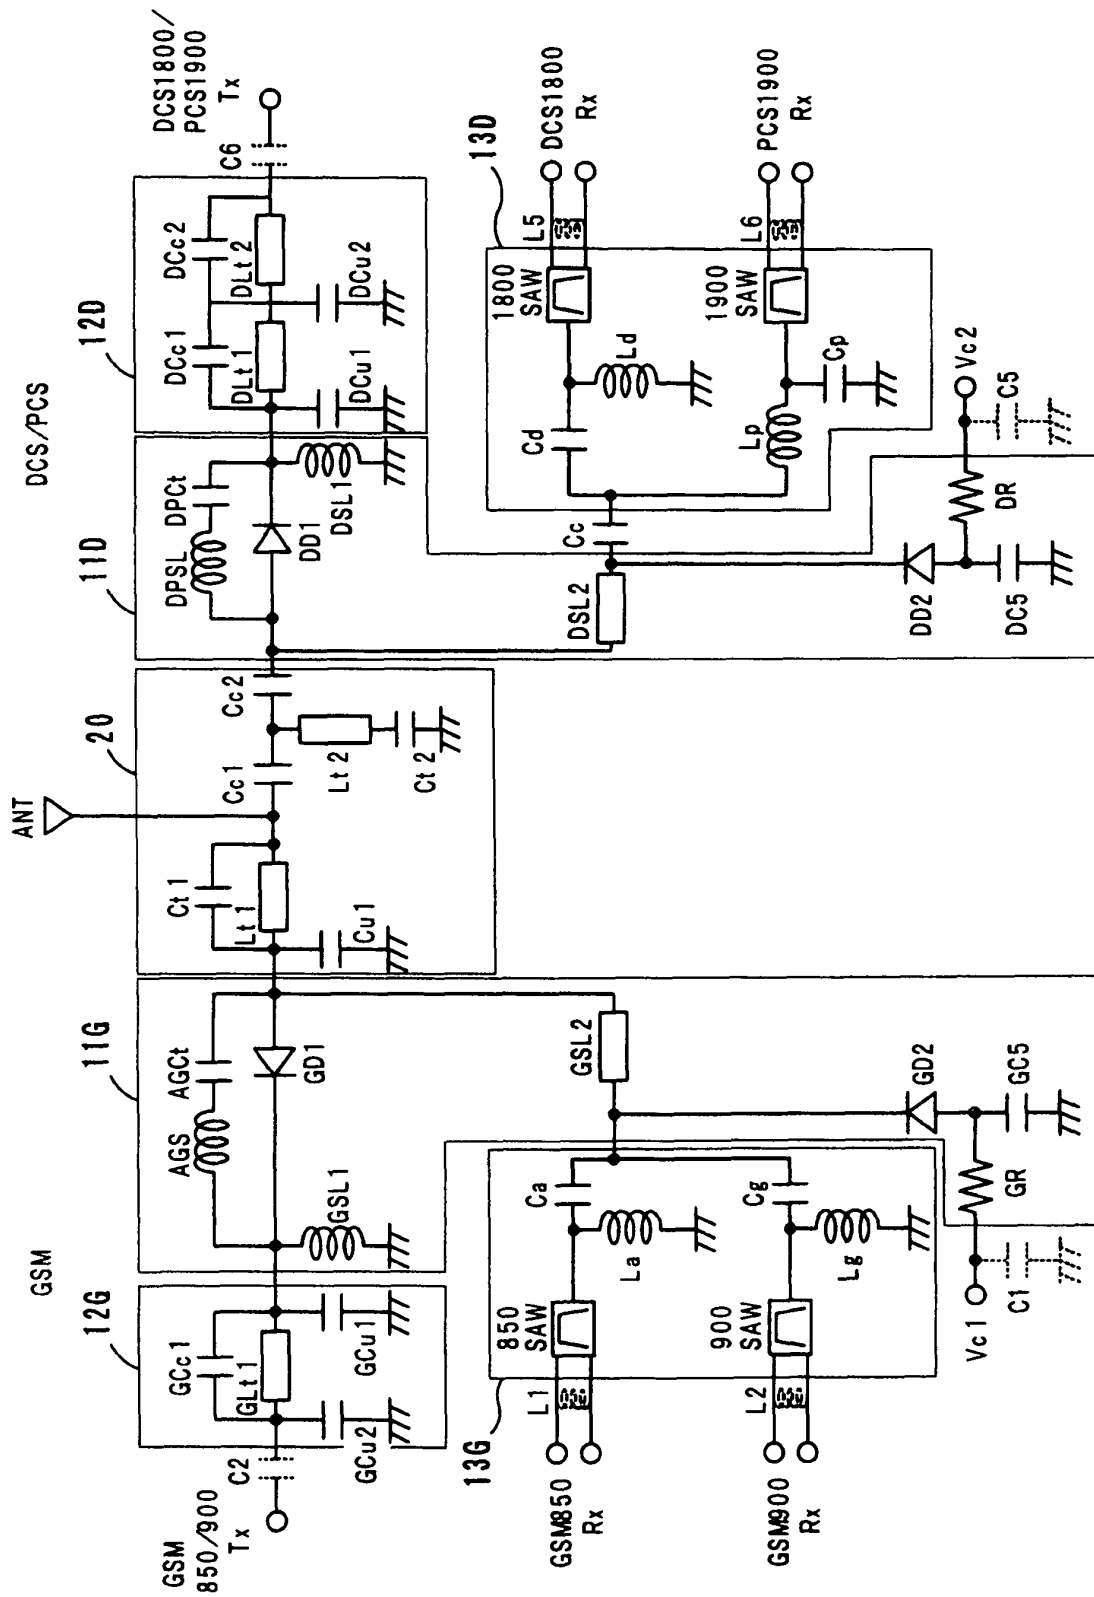 ANT
GSM
DCS/PCS
12G
11G
20
11D
12D
GSM
850/900
Tx
C2
GCc1
GLt1
GCu2
GCu1
AGS
AGCt
GD1
GSL1
Ct1
Lt1
Cu1
Cc1
Cc2
Lt2
Ct2
DPSL
DPCt
DD1
DSL1
DCc1
DCc2
DLt1
DLt2
DCu1
DCu2
C6
DCS1800/
PCS1900
Tx
13G
GSM850
Rx
L1
850
SAW
Ca
La
GSM900
Rx
L2
900
SAW
Cg
Lg
GSL2
GD2
GC5
GR
Vc1
C1
13D
DSL2
Cc
Cd
Ld
1800
SAW
L5
DCS1800
Rx
Lp
Cp
1900
SAW
L6
PCS1900
Rx
DD2
DC5
DR
Vc2
C5